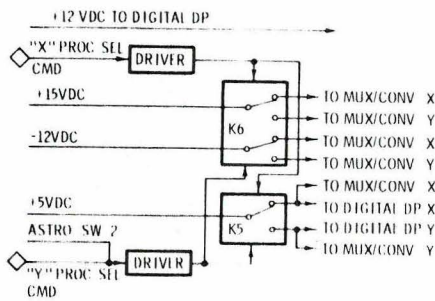 +12 VDC TO DIGITAL DP
"X" PROC SEL
CMD
DRIVER
+15VDC
-12VDC
K6
TO MUX/CONV X
TO MUX/CONV Y
TO MUX/CONV X
TO MUX/CONV Y
TO MUX/CONV X
+5VDC
TO DIGITAL DP X
K5
ASTRO SW 2
TO DIGITAL DP Y
TO MUX/CONV Y
DRIVER
"Y" PROC SEL
CMD